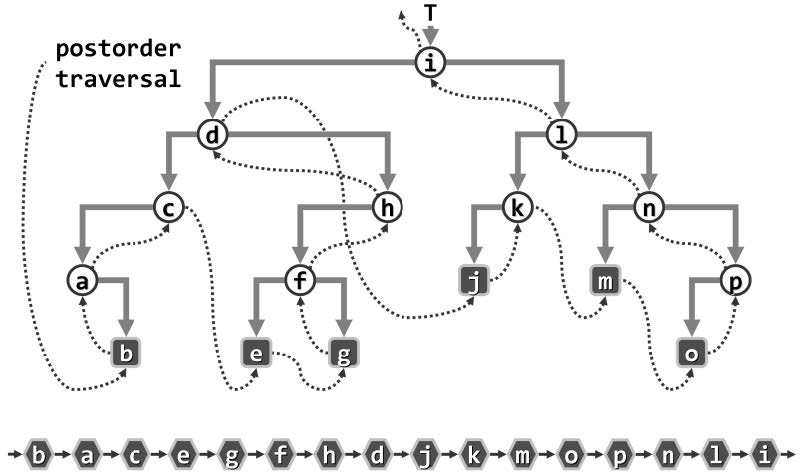 T
postorder
traversal
i
d l
c h k n
a f j m p
b e g o
b a c e g f h d j k m o p n l i